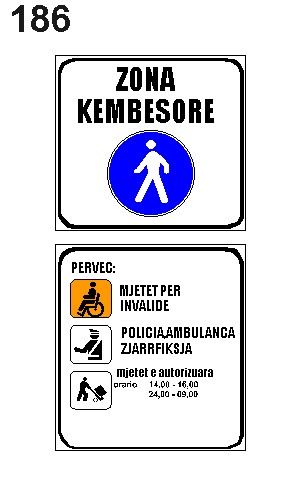 186
ZONA
KEMBESORE
PERVEC:
MJETET PER
INVALIDE
POLICIA,AMBULANCA
ZJARRFIKSJA
mjetet e autorizuara
orario 14,00 - 16,00
24,00 - 09,00